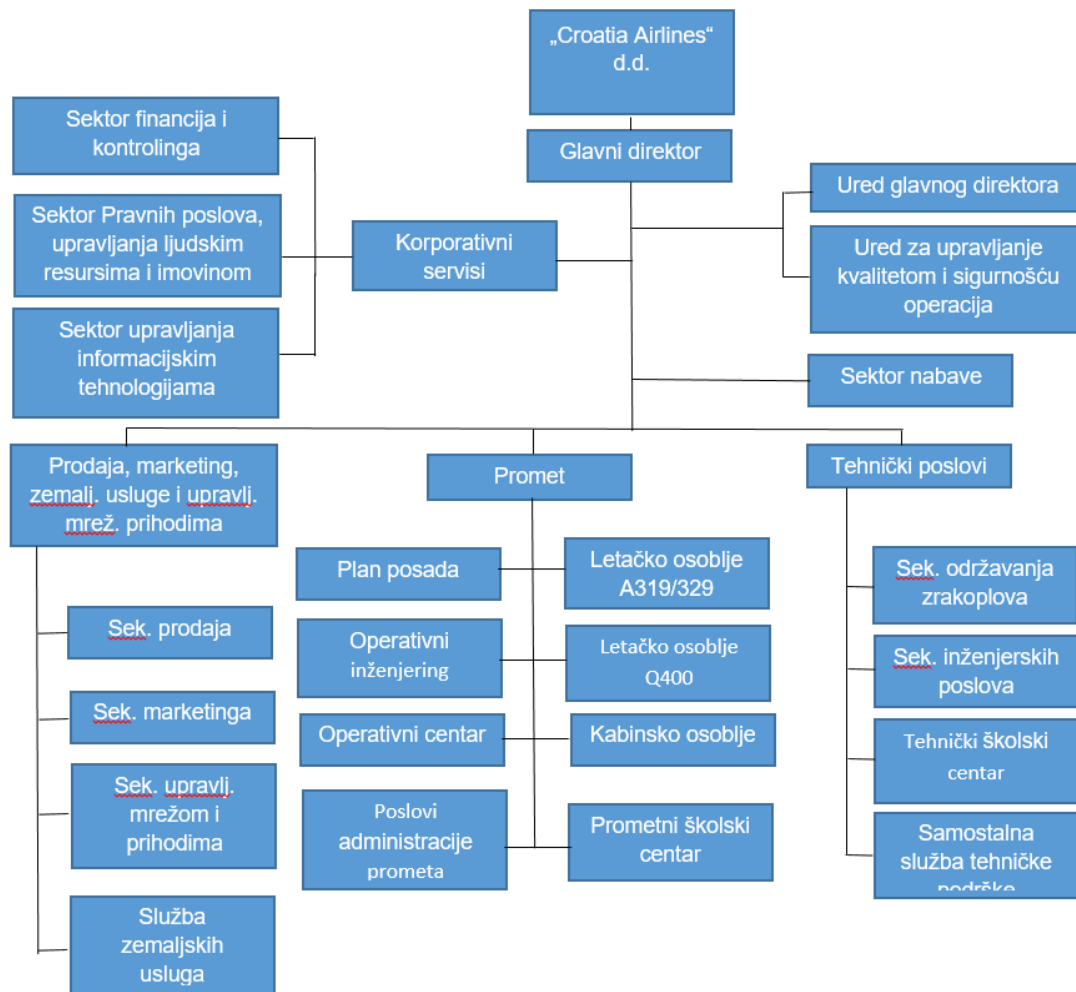 „Croatia Airlines“
d.d.
Glavni direktor
Sektor financija i
kontrolinga
Sektor Pravnih poslova,
upravljanja ljudskim
resursima i imovinom
Sektor upravljanja
informacijskim
tehnologijama
Korporativni
servisi
Ured glavnog direktora
Ured za upravljanje
kvalitetom i sigurnošću
operacija
Sektor nabave
Prodaja, marketing,
zemalj. usluge i upravlj.
mrež. prihodima
Sek. prodaja
Sek. marketinga
Sek. upravlj.
mrežom i
prihodima
Služba
zemaljskih
usluga
Promet
Plan posada
Letačko osoblje
A319/329
Operativni
inženjering
Letačko osoblje
Q400
Operativni centar
Kabinsko osoblje
Poslovi
administracije
prometa
Prometni školski
centar
Tehnički poslovi
Sek. održavanja
zrakoplova
Sek. inženjerskih
poslova
Tehnički školski
centar
Samostalna
služba tehničke
podrške